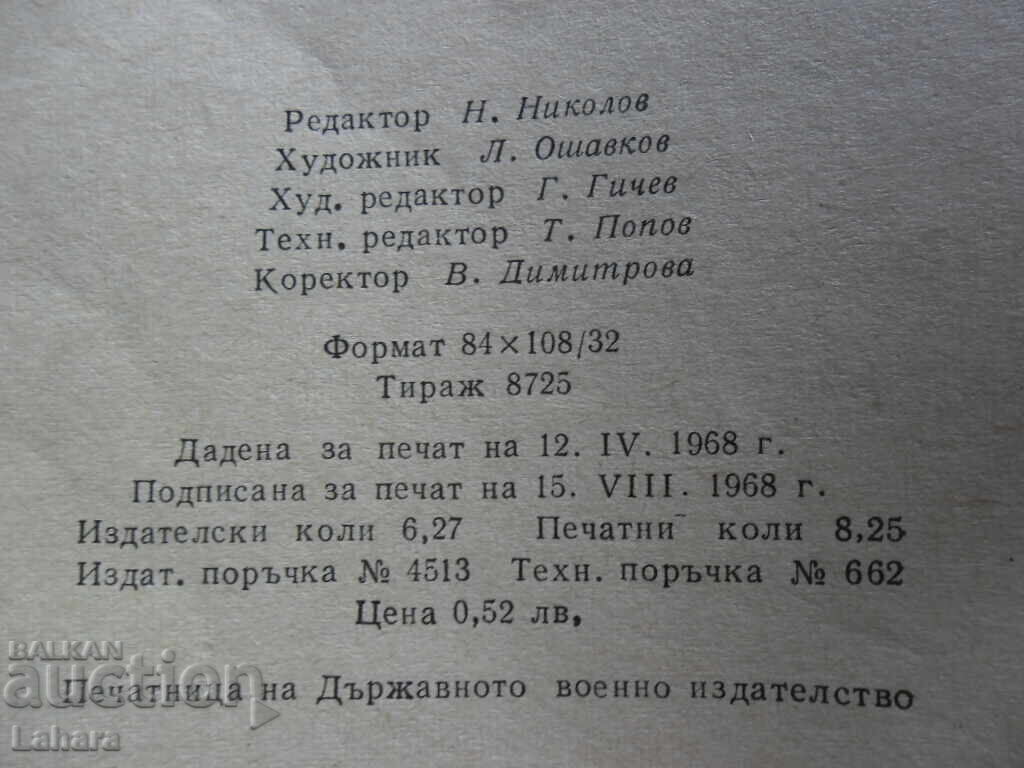 Редактор Н. Николов
Художник Л. Ошавков
Худ. редактор Г. Гичев
Техн. редактор Т. Попов
Коректор В. Димитрова
Формат 84×108/32
Тираж 8725
Дадена за печат на 12. IV. 1968 г.
Подписана за печат на 15. VIII. 1968 г.
Издателски коли 6,27 Печатни коли 8,25
Издат. поръчка № 4513 Техн. поръчка № 662
Цена 0,52 лв,
BALKAN
auction
Печатница на Държавното военно издателство
Lahara